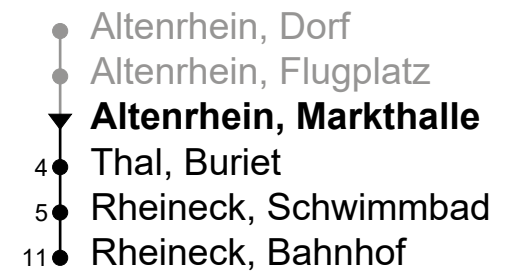 Altenrhein, Dorf
Altenrhein, Flugplatz
Altenrhein, Markthalle
4 Thal, Buriet
5 Rheineck, Schwimmbad
11 Rheineck, Bahnhof